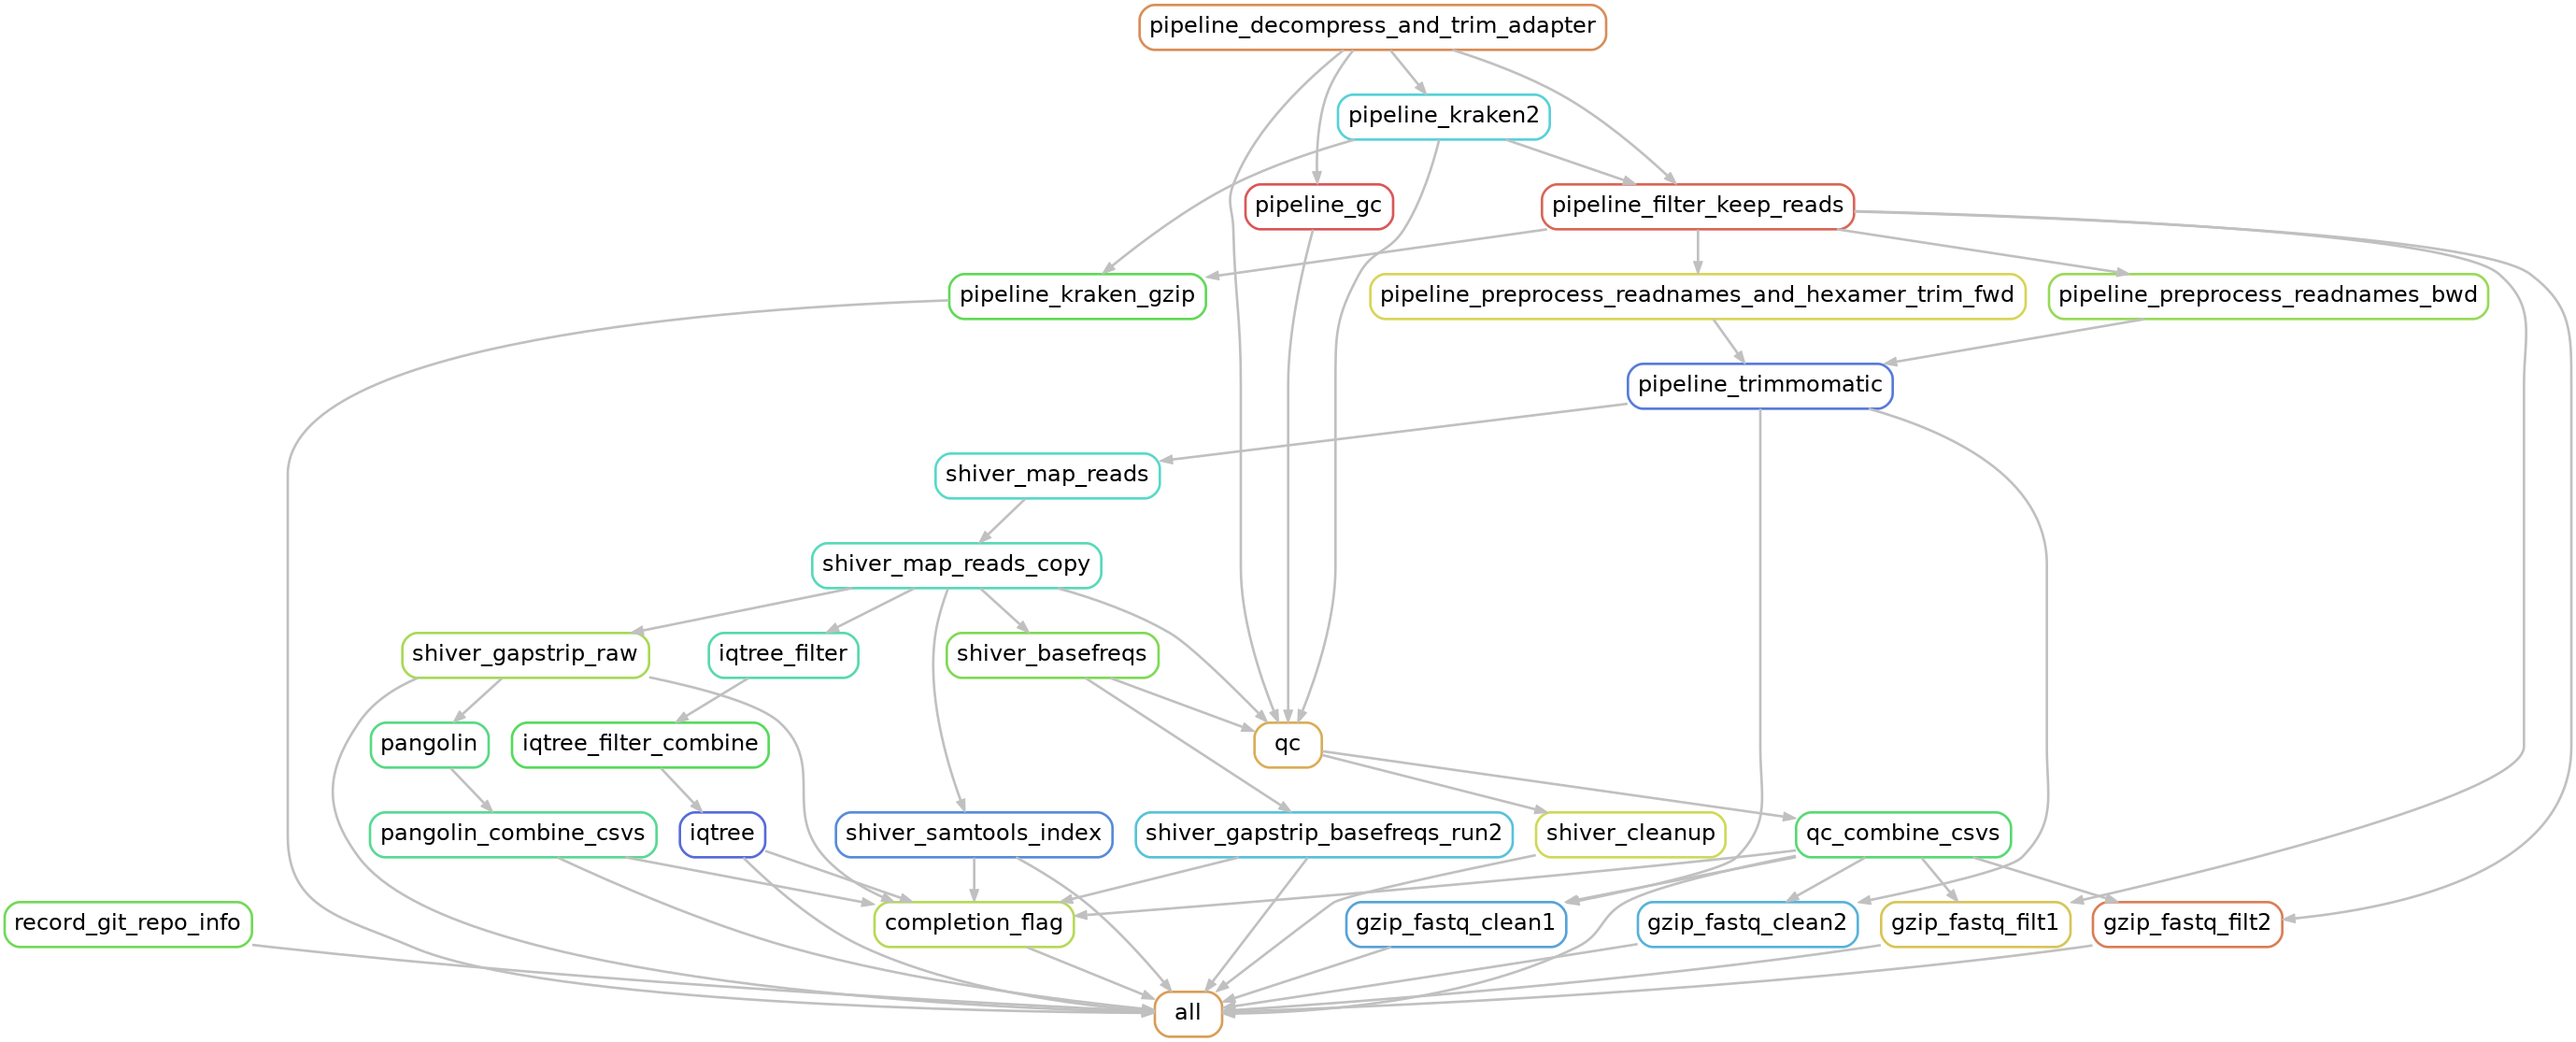 pipeline_decompress_and_trim_adapter
pipeline_kraken2
pipeline_gc
pipeline_filter_keep_reads
pipeline_kraken_gzip
pipeline_preprocess_readnames_and_hexamer_trim_fwd
pipeline_preprocess_readnames_bwd
pipeline_trimmomatic
shiver_map_reads
shiver_map_reads_copy
shiver_gapstrip_raw
iqtree_filter
shiver_basefreqs
pangolin
iqtree_filter_combine
qc
pangolin_combine_csvs
iqtree
shiver_samtools_index
shiver_gapstrip_basefreqs_run2
shiver_cleanup
qc_combine_csvs
record_git_repo_info
completion_flag
gzip_fastq_clean1
gzip_fastq_clean2
gzip_fastq_filt1
gzip_fastq_filt2
all